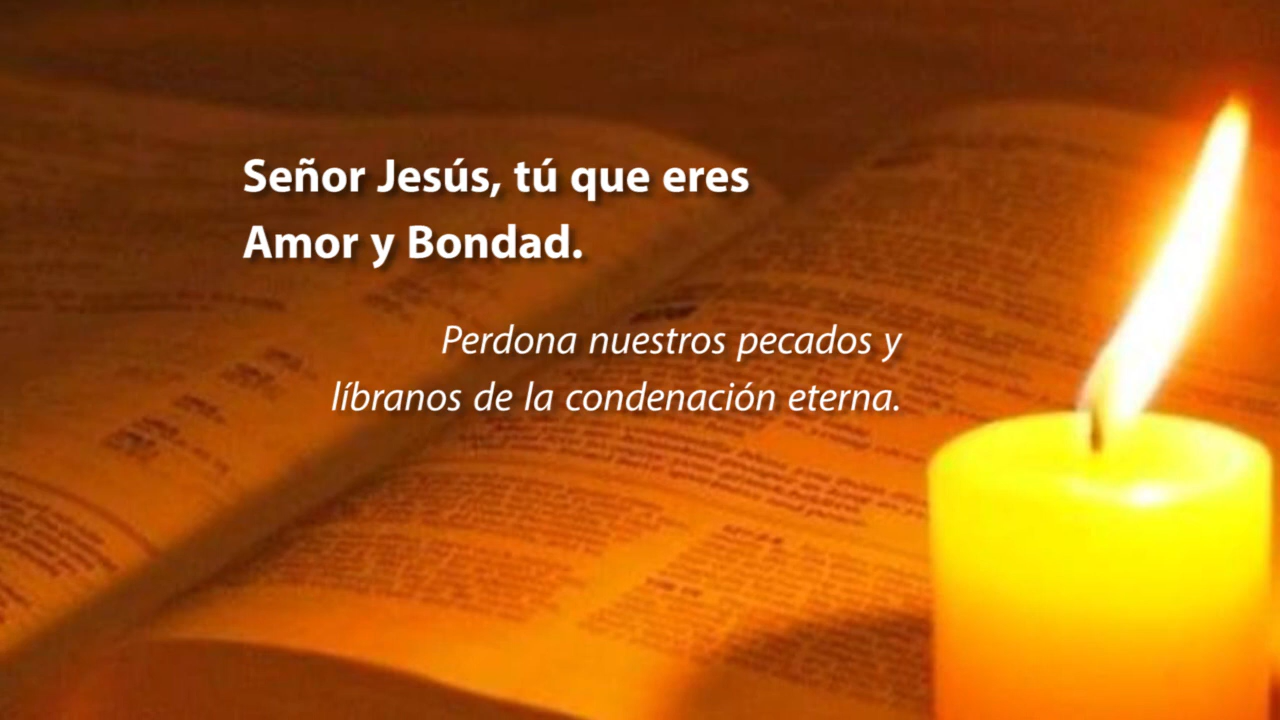 Señor Jesús, tú que eres
Amor y Bondad.
Perdona nuestros pecados y
líbranos de la condenación eterna.